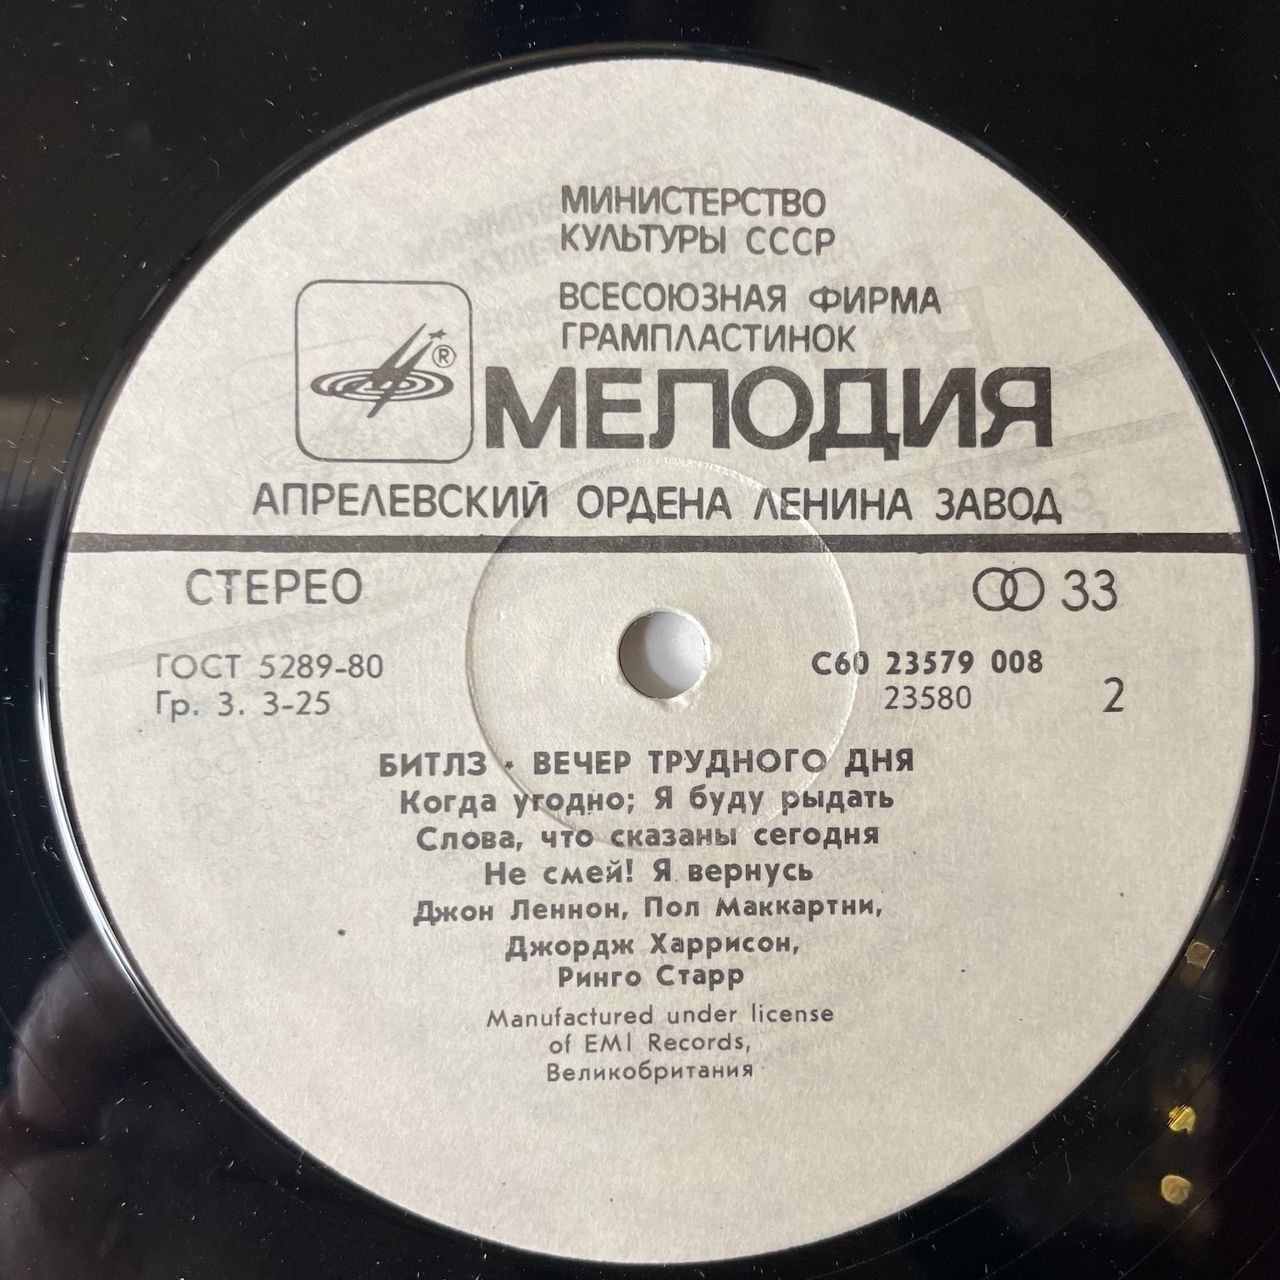 МИНИСТЕРСТВО
КУЛЬТУРЫ СССР
ВСЕСОЮЗНАЯ ФИРМА
ГРАМПЛАСТИНОК
®
МЕЛОДИЯ
АПРЕЛЕВСКИЙ ОРДЕНА ЛЕНИНА ЗАВОД
СТЕРЕО
33
ГОСТ 5289-80
С60 23579 008
Гр. 3. 3-25
23580
2
БИТЛЗ • ВЕЧЕР ТРУДНОГО ДНЯ
Когда угодно; Я буду рыдать
Слова, что сказаны сегодня
Не смей! Я вернусь
Джон Леннон, Пол Маккартни,
Джордж Харрисон,
Ринго Старр
Manufactured under license
of EMI Records,
Великобритания